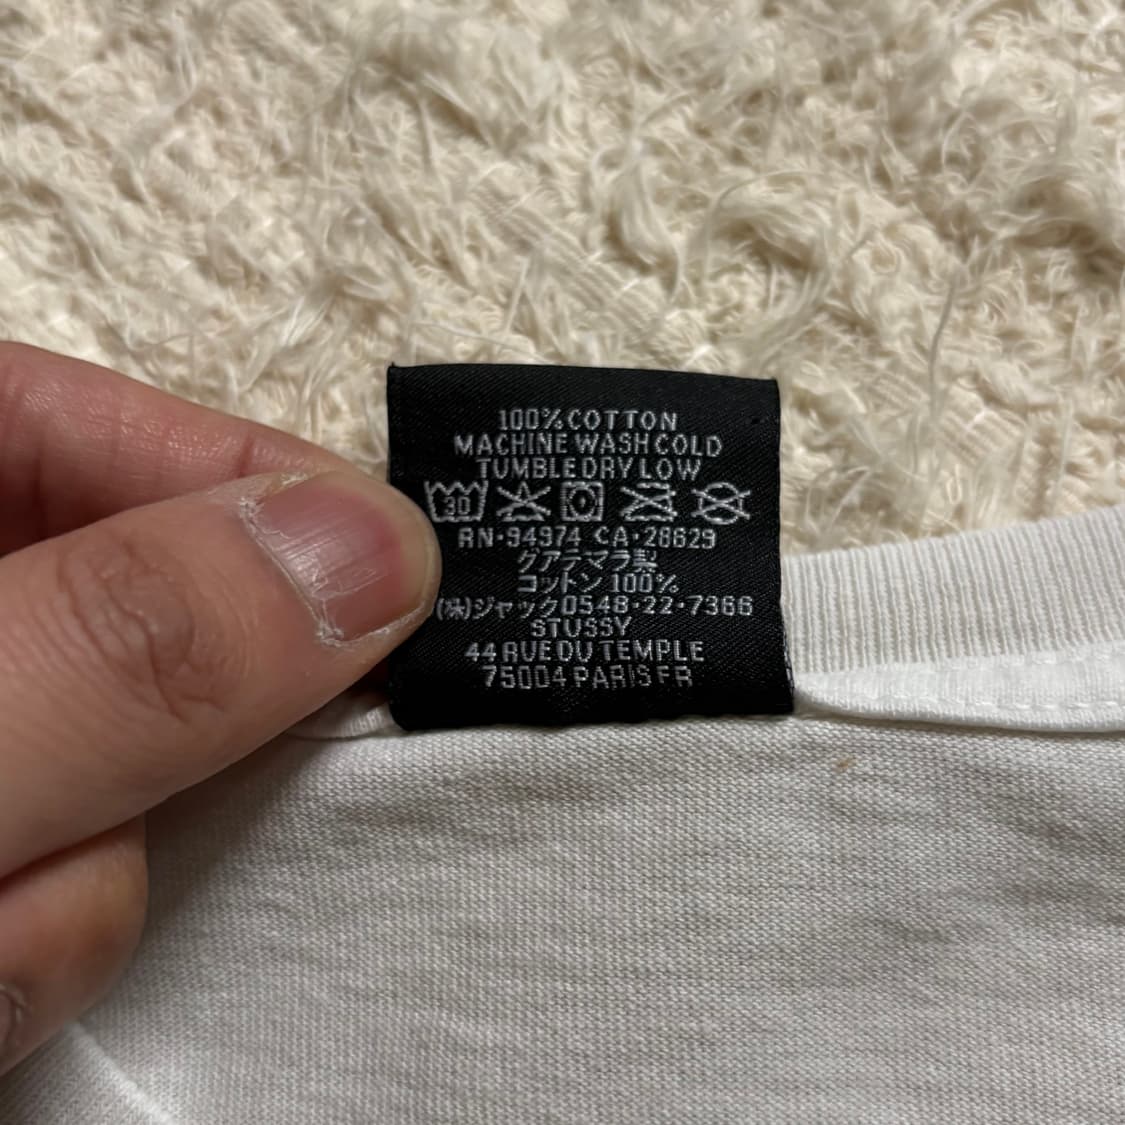 100% COTTON
MACHINE WASH COLD
TUMBLE DRY LOW
30
RN·94974 CA·28629
グアテマラ製
コットン 100%
(株)ジャック0548·22·7366
STUSSY
44 RUE DU TEMPLE
75004 PARIS FR